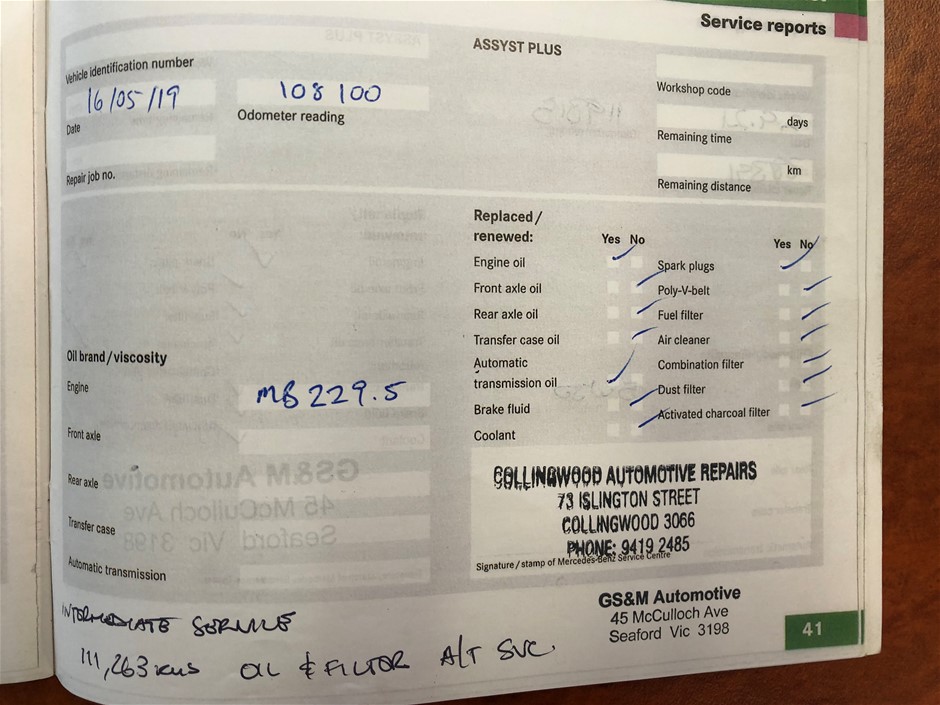 Service reports
ASSYST PLUS
Vehicle identification number
16/05/19
Date
108 100
Odometer reading
Repair job no.
Workshop code
days
Remaining time
km
Remaining distance
Replaced/
renewed:
Yes No
Engine oil
Front axle oil
Rear axle oil
Transfer case oil
Automatic
transmission oil
Brake fluid
Coolant
Yes No
Spark plugs
Poly-V-belt
Fuel filter
Air cleaner
Combination filter
Dust filter
Activated charcoal filter
Oil brand/viscosity
Engine
MB 229.5
Front axle
Rear axle
Transfer case
Automatic transmission
COLLINGWOOD AUTOMOTIVE REPAIRS
73 ISLINGTON STREET
COLLINGWOOD 3066
PHONE: 9419 2485
Signature/stamp of Mercedes-Benz Service Centre
INTERMEDIATE SERVICE
111,263 kms OIL & FILTOR A/T SVC.
GS&M Automotive
45 McCulloch Ave
Seaford Vic 3198
41